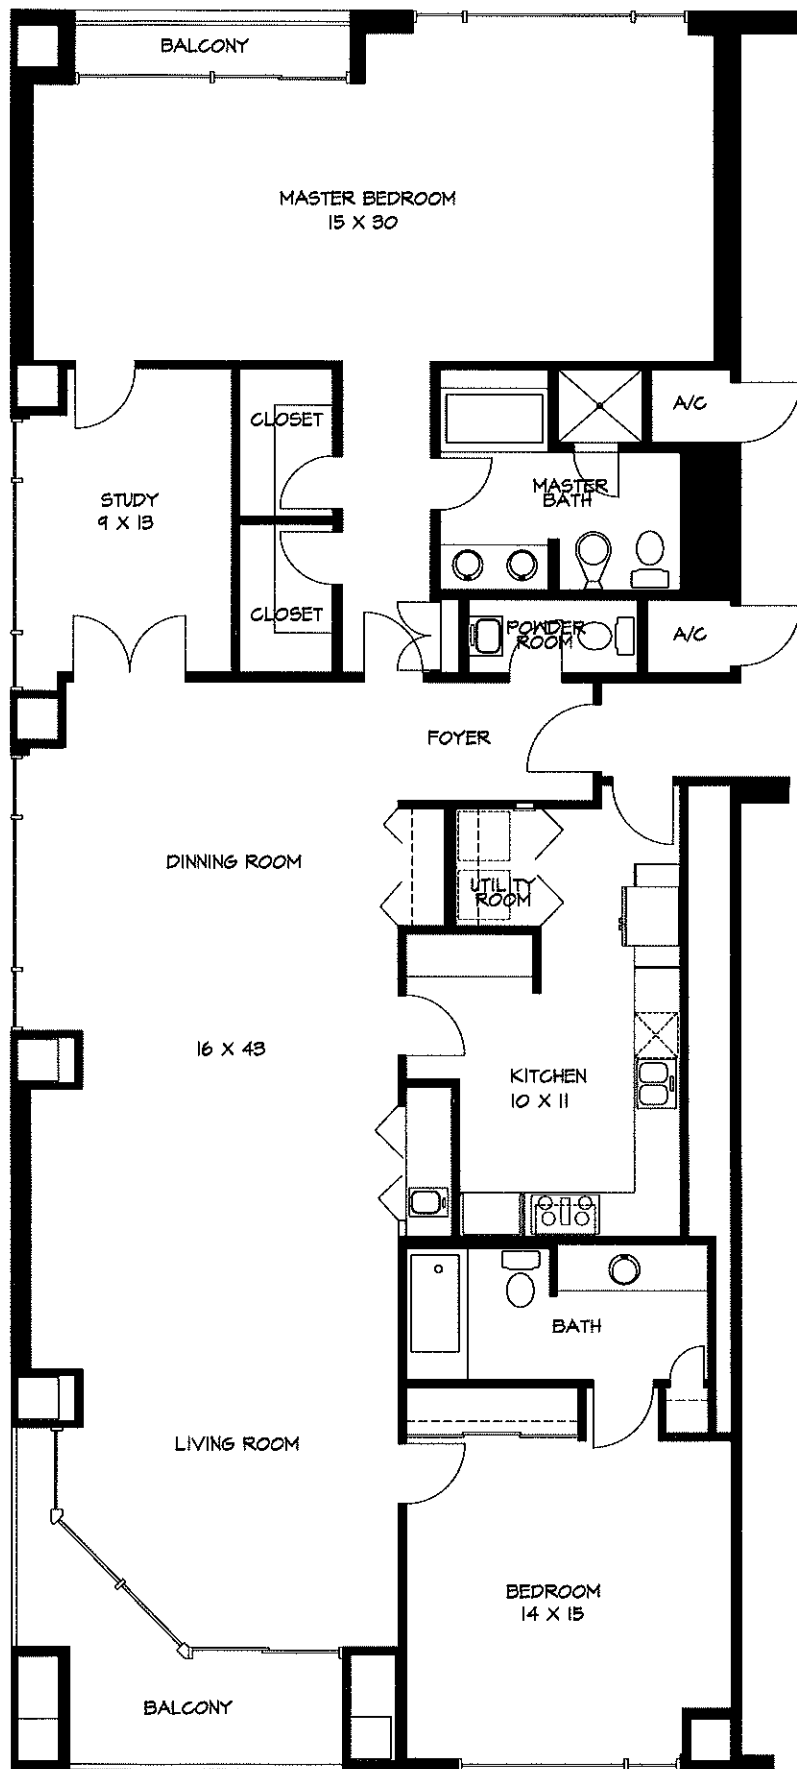 BALCONY
MASTER BEDROOM
15 X 30
CLOSET
A/C
STUDY
9 X 13
MASTER
BATH
CLOSET
POWDER
ROOM
A/C
FOYER
DINNING ROOM
UTILITY
ROOM
16 X 43
KITCHEN
10 X 11
BATH
LIVING ROOM
BEDROOM
14 X 15
BALCONY